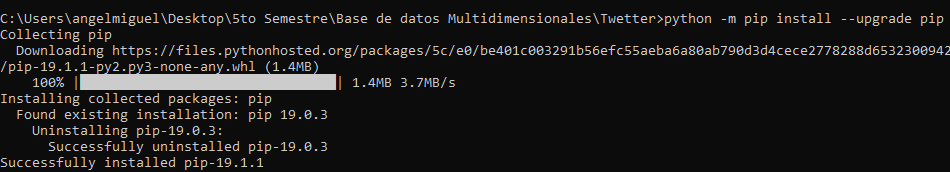 C:\Users\angelmiguel\Desktop\5to Semestre\Base de datos Multidimensionales\Twetter>python -m pip install --upgrade pip
Collecting pip
  Downloading https://files.pythonhosted.org/packages/5c/e0/be401c003291b56efc55aeba6a80ab790d3d4cece2778288d65323009420
/pip-19.1.1-py2.py3-none-any.whl (1.4MB)
    100% |████████████████████████████████| 1.4MB 3.7MB/s
Installing collected packages: pip
  Found existing installation: pip 19.0.3
    Uninstalling pip-19.0.3:
      Successfully uninstalled pip-19.0.3
Successfully installed pip-19.1.1